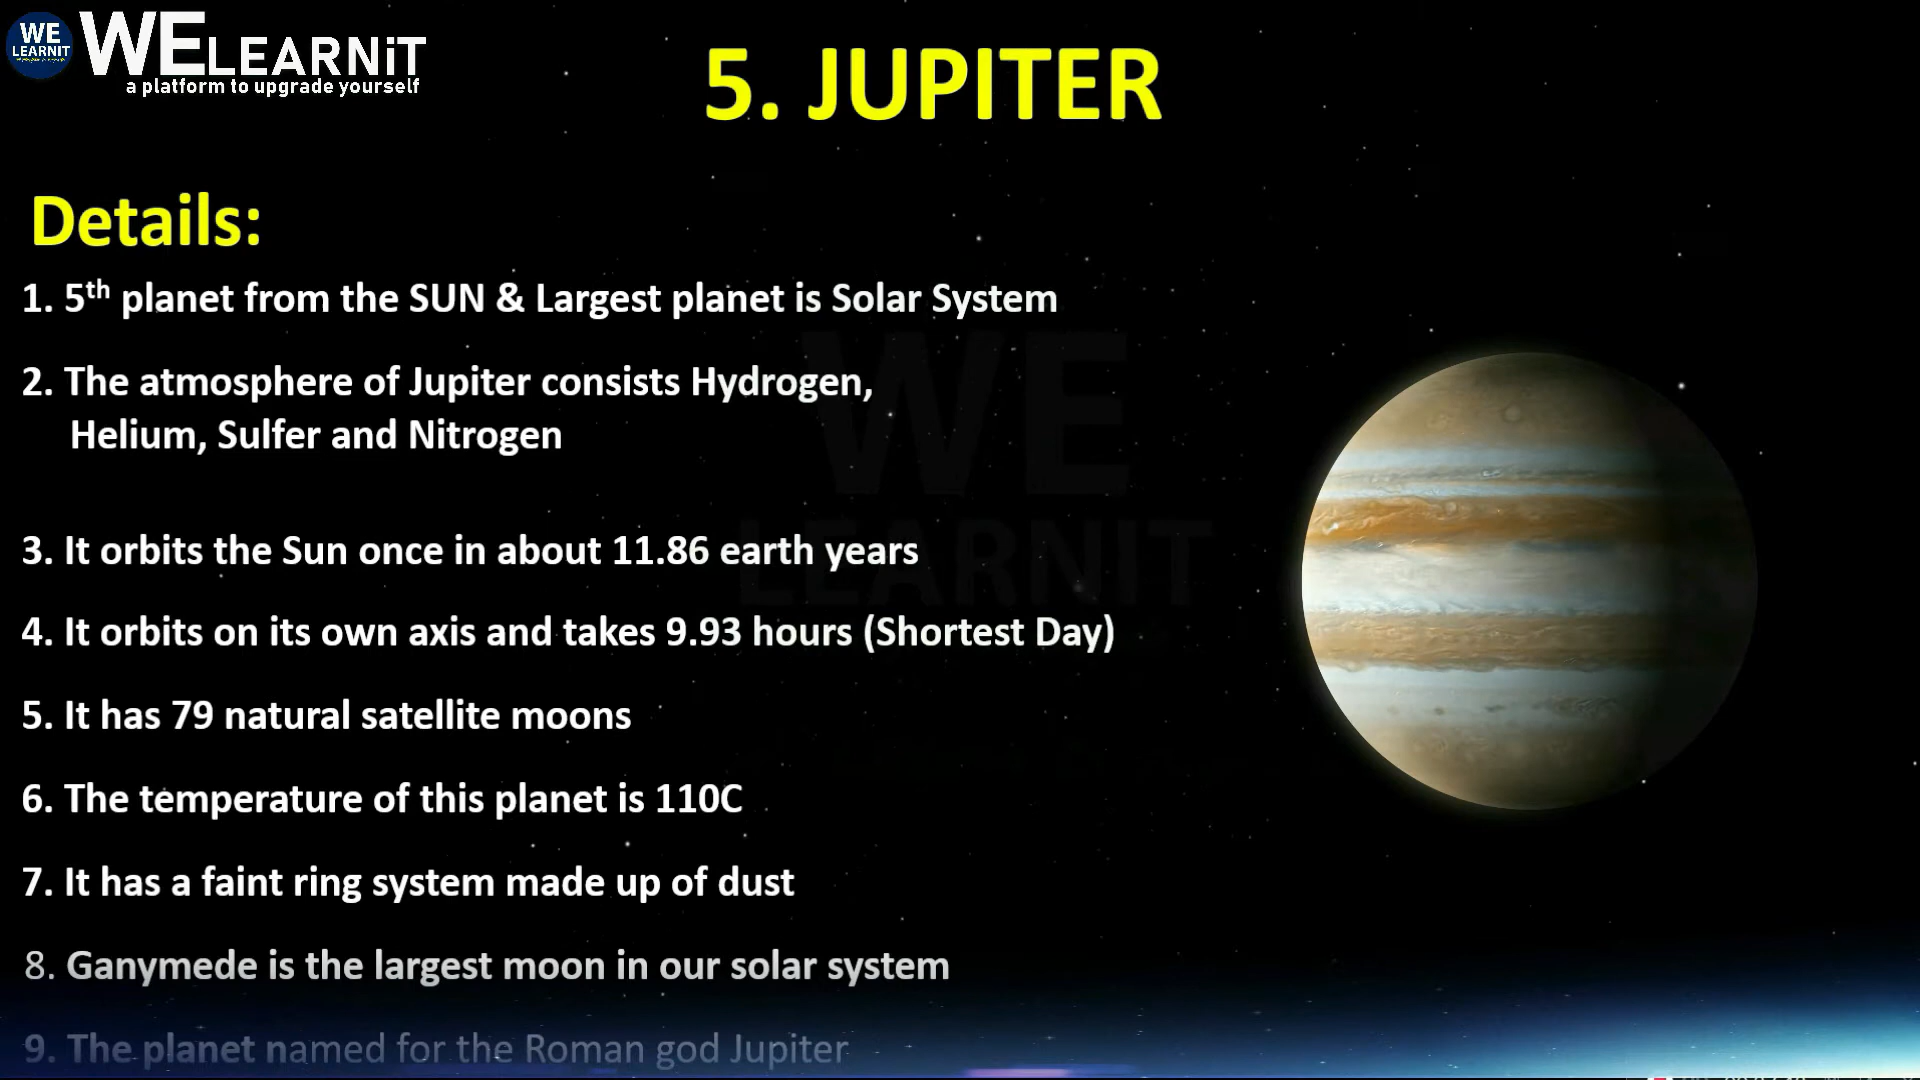 WE
LEARNIT
WELEARNiT
a platform to upgrade yourself
5. JUPITER
Details:
1. 5th planet from the SUN & Largest planet is Solar System
2. The atmosphere of Jupiter consists Hydrogen,
Helium, Sulfer and Nitrogen
WE
LEARNIT
3. It orbits the Sun once in about 11.86 earth years
4. It orbits on its own axis and takes 9.93 hours (Shortest Day)
5. It has 79 natural satellite moons
6. The temperature of this planet is 110C
7. It has a faint ring system made up of dust
8. Ganymede is the largest moon in our solar system
9. The planet named for the Roman god Jupiter